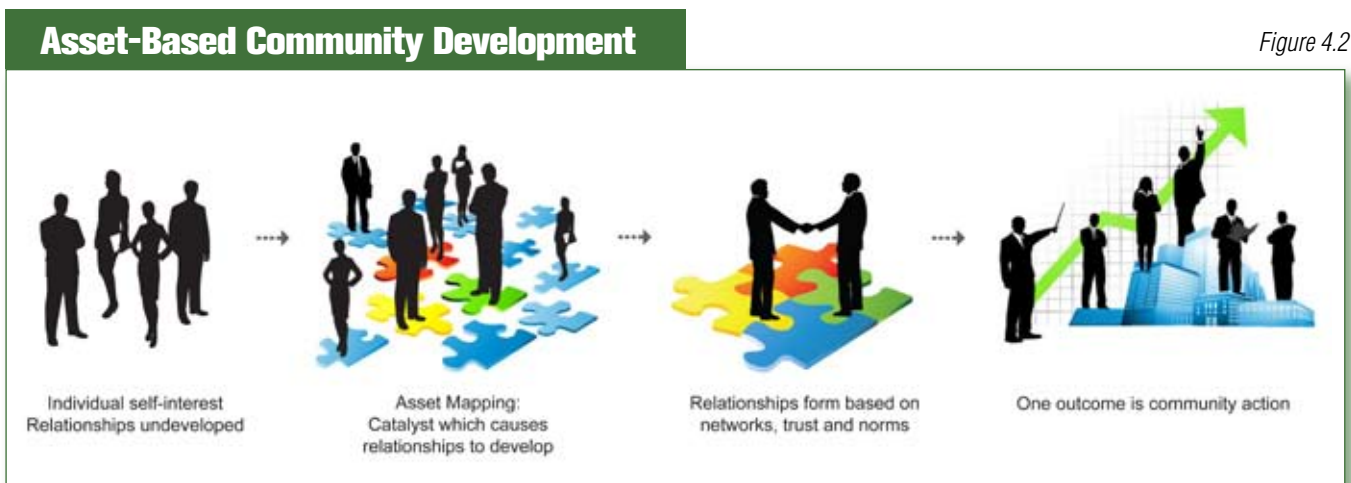 Asset-Based Community Development
Figure 4.2
Individual self-interest
Relationships undeveloped
Asset Mapping:
Catalyst which causes
relationships to develop
Relationships form based on
networks, trust and norms
One outcome is community action